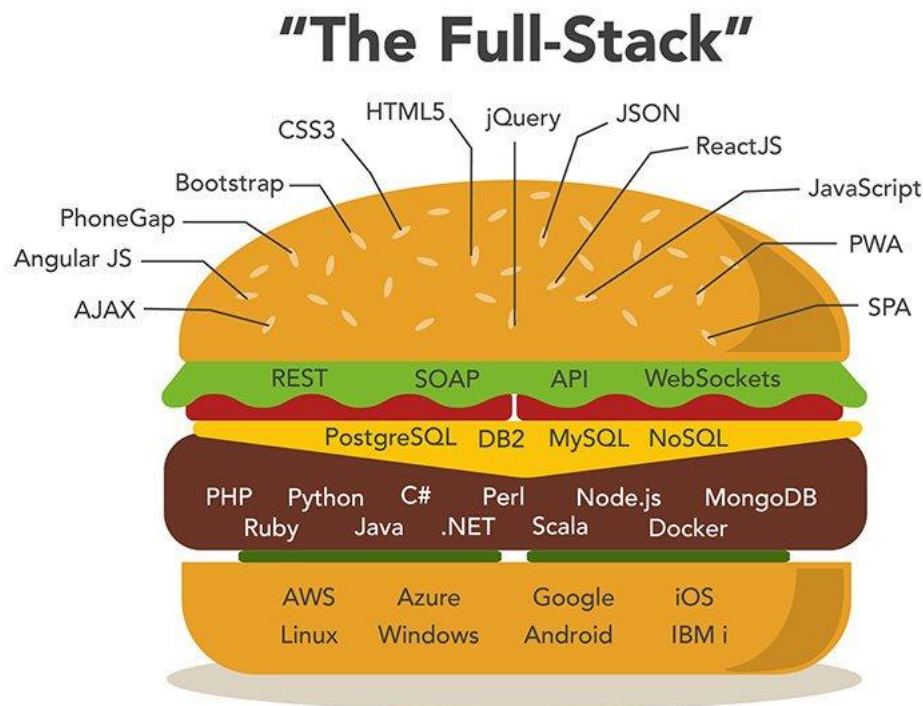 “The Full-Stack”
HTML5
jQuery
JSON
CSS3
ReactJS
Bootstrap
JavaScript
PhoneGap
PWA
Angular JS
AJAX
SPA
REST SOAP API WebSockets
PostgreSQL DB2 MySQL NoSQL
PHP Python C# Perl Node.js MongoDB
Ruby Java .NET Scala Docker
AWS Azure Google iOS
Linux Windows Android IBM i